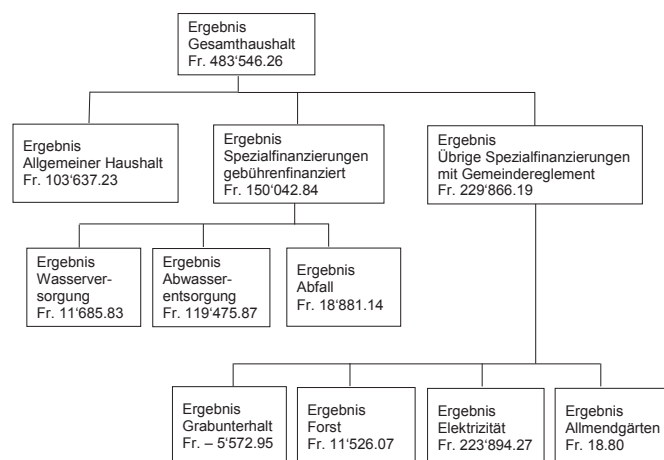 Ergebnis
Gesamthaushalt
Fr. 483‘546.26
Ergebnis
Allgemeiner Haushalt
Fr. 103‘637.23
Ergebnis
Spezialfinanzierungen
gebührenfinanziert
Fr. 150‘042.84
Ergebnis
Übrige Spezialfinanzierungen
mit Gemeindereglement
Fr. 229‘866.19
Ergebnis
Wasserver-
sorgung
Fr. 11‘685.83
Ergebnis
Abwasser-
entsorgung
Fr. 119‘475.87
Ergebnis
Abfall
Fr. 18‘881.14
Ergebnis
Grabunterhalt
Fr. – 5‘572.95
Ergebnis
Forst
Fr. 11‘526.07
Ergebnis
Elektrizität
Fr. 223‘894.27
Ergebnis
Allmendgärten
Fr. 18.80